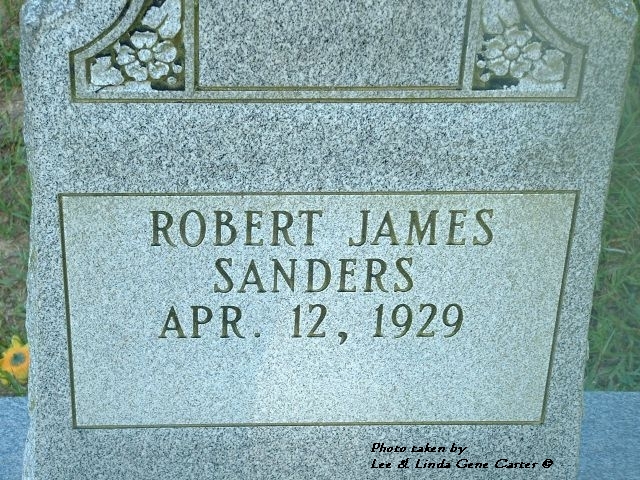 ROBERT JAMES
SANDERS
APR. 12, 1929
Photo taken by
Lee & Linda Gene Carter ©